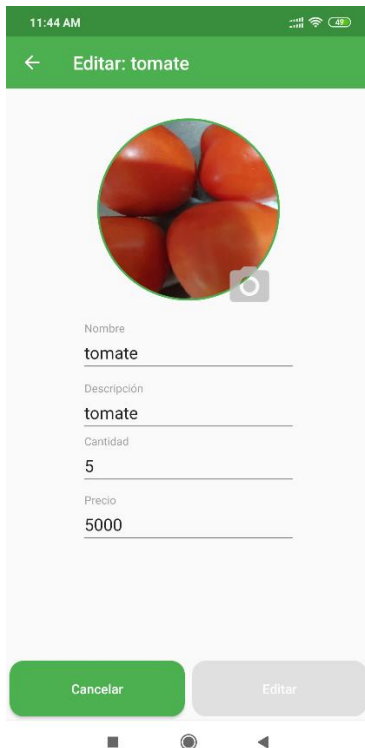 11:44 AM
49
Editar: tomate
Nombre
tomate
Descripción
tomate
Cantidad
5
Precio
5000
Cancelar
Editar